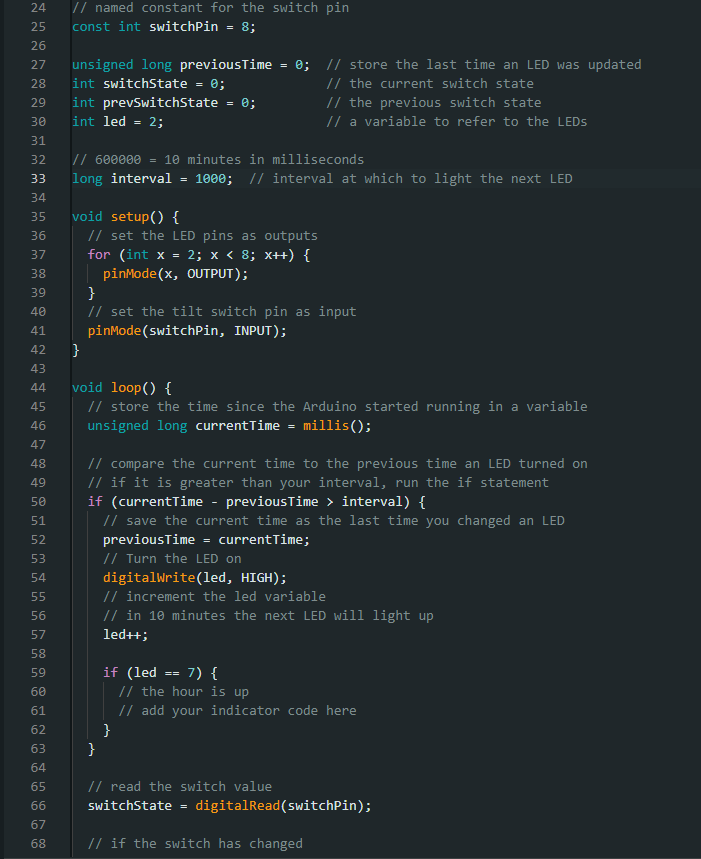 24 // named constant for the switch pin
25 const int switchPin = 8;
26
27 unsigned long previousTime = 0;  // store the last time an LED was updated
28 int switchState = 0;             // the current switch state
29 int prevSwitchState = 0;         // the previous switch state
30 int led = 2;                     // a variable to refer to the LEDs
31
32 // 600000 = 10 minutes in milliseconds
33 long interval = 1000;  // interval at which to light the next LED
34
35 void setup() {
36   // set the LED pins as outputs
37   for (int x = 2; x < 8; x++) {
38     pinMode(x, OUTPUT);
39   }
40   // set the tilt switch pin as input
41   pinMode(switchPin, INPUT);
42 }
43
44 void loop() {
45   // store the time since the Arduino started running in a variable
46   unsigned long currentTime = millis();
47
48   // compare the current time to the previous time an LED turned on
49   // if it is greater than your interval, run the if statement
50   if (currentTime - previousTime > interval) {
51     // save the current time as the last time you changed an LED
52     previousTime = currentTime;
53     // Turn the LED on
54     digitalWrite(led, HIGH);
55     // increment the led variable
56     // in 10 minutes the next LED will light up
57     led++;
58
59     if (led == 7) {
60       // the hour is up
61       // add your indicator code here
62     }
63   }
64
65   // read the switch value
66   switchState = digitalRead(switchPin);
67
68   // if the switch has changed